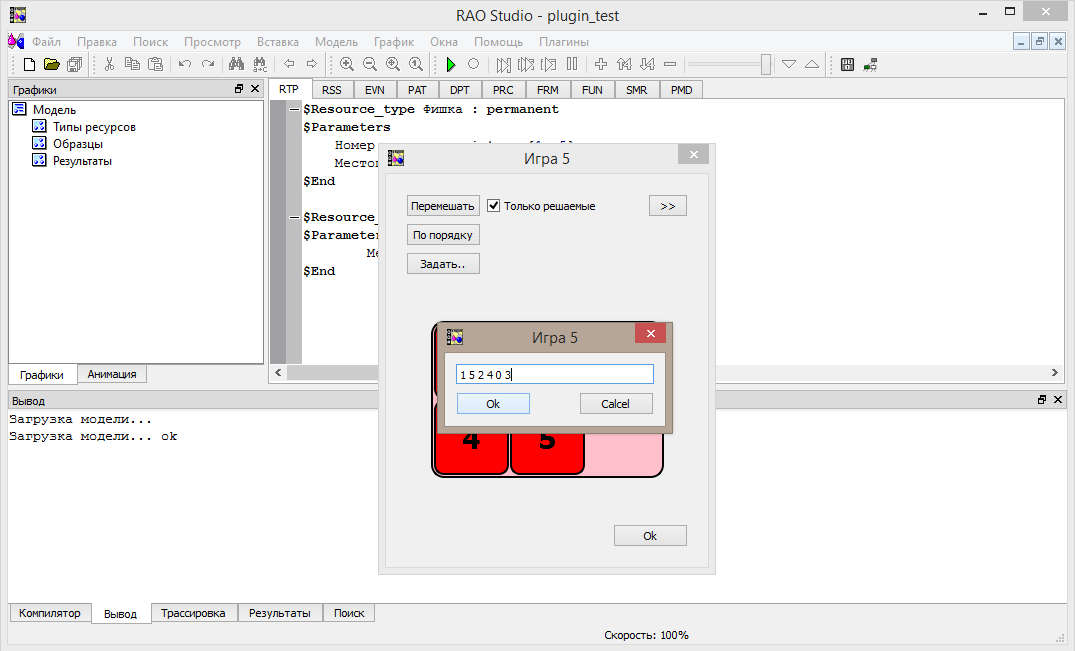 RAO Studio - plugin_test
Файл Правка Поиск Просмотр Вставка Модель График Окна Помощь Плагины
Графики
Модель
Типы ресурсов
Образцы
Результаты
Графики Анимация
RTP RSS EVN PAT DPT PRC FRM FUN SMR PMD
$Resource_type Фишка : permanent
$Parameters
Номер
$End
$Parameter
$End
Игра 5
Перемешать Только решаемые >>
По порядку
Задать..
Игра 5
1 5 2 4 0 3
Ok Calcel
4 5
Ok
Вывод
Загрузка модели...
Загрузка модели... ok
Компилятор Вывод Трассировка Результаты Поиск
Скорость: 100%